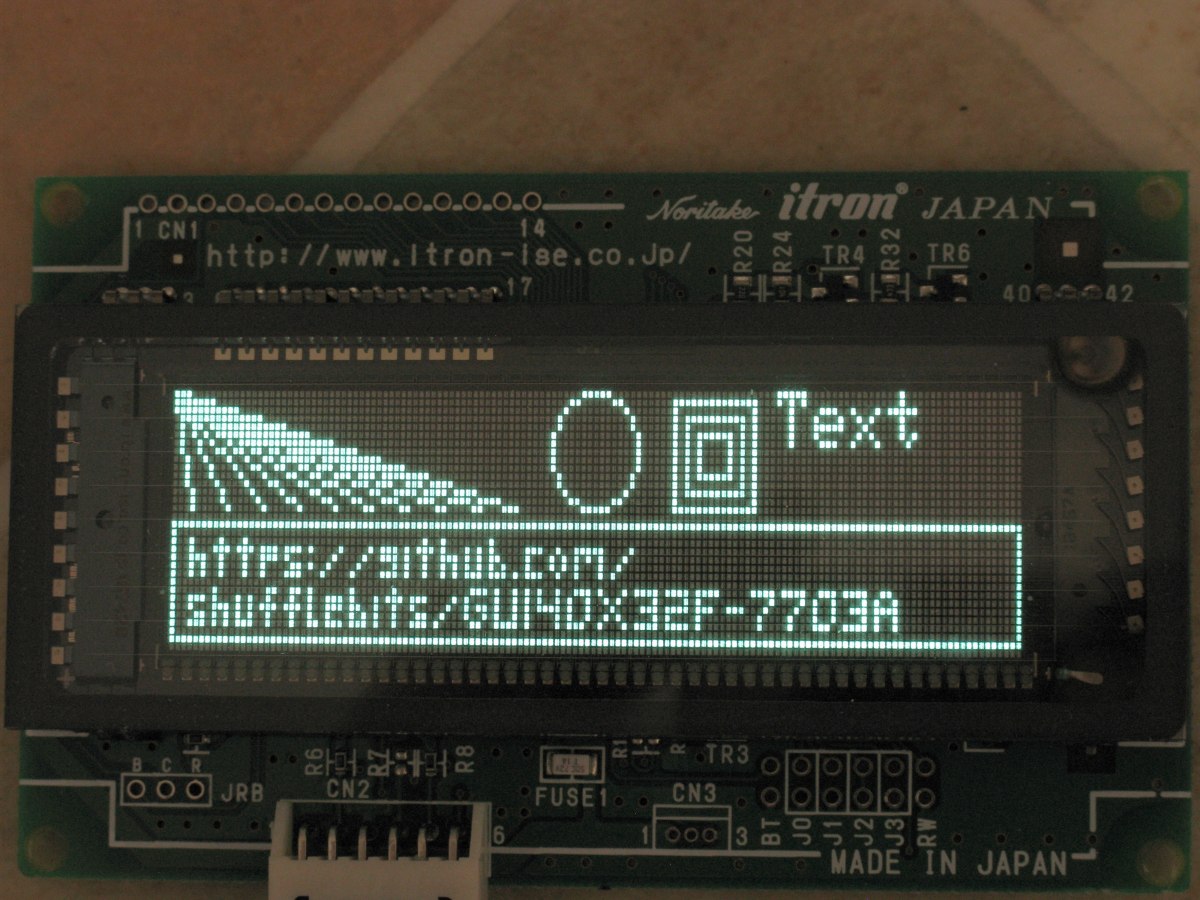 Noritake itron® JAPAN
1 CN1 14
http://www.itron-ise.co.jp/
R20 R24 TR4 R32 TR6
3 17 40 42
Text
https://github.com/
shufflebits/GU140X32F-7703A
R6 R7 R8 TR3
B C R
JRB CN2 FUSE1 CN3
6 1 3 BT J0 J1 J2 J3 RW
MADE IN JAPAN